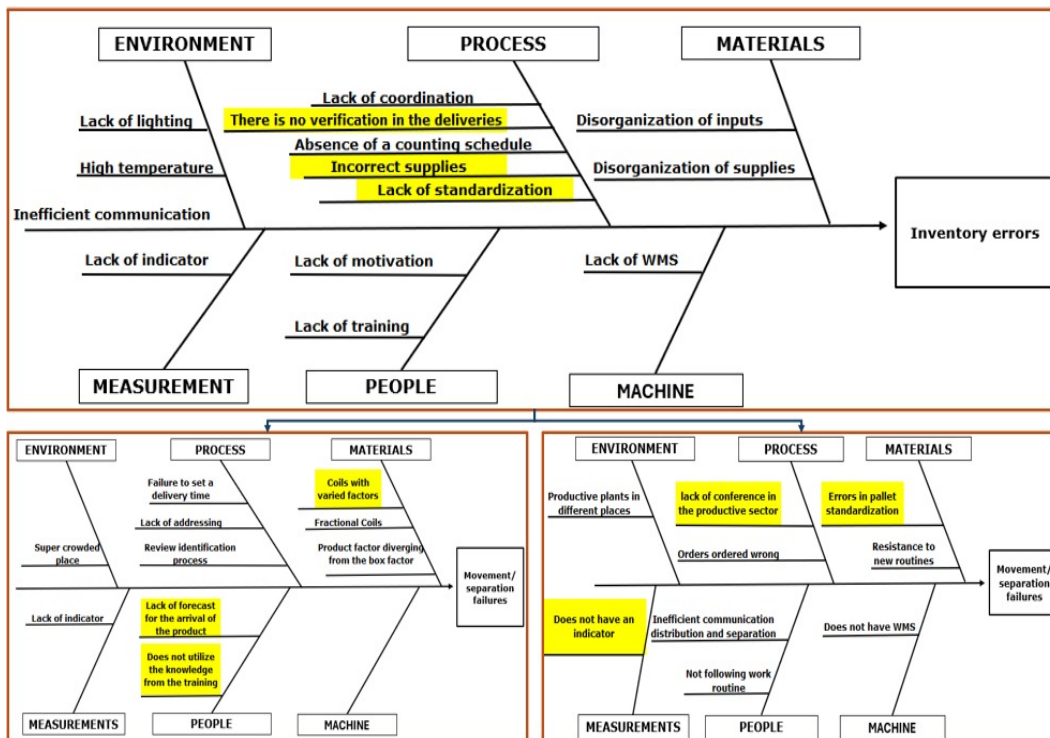 ENVIRONMENT
PROCESS
MATERIALS
Lack of coordination
Lack of lighting
There is no verification in the deliveries
Disorganization of inputs
Absence of a counting schedule
High temperature
Incorrect supplies
Disorganization of supplies
Lack of standardization
Inefficient communication
Inventory errors
Lack of indicator
Lack of motivation
Lack of WMS
Lack of training
MEASUREMENT
PEOPLE
MACHINE
ENVIRONMENT
PROCESS
MATERIALS
Failure to set a
delivery time
Coils with
varied factors
Lack of addressing
Fractional Coils
Super crowded
place
Review identification
process
Product factor diverging
from the box factor
Movement/
separation
failures
Lack of indicator
Lack of forecast
for the arrival of
the product
Does not utilize
the knowledge
from the training
MEASUREMENTS
PEOPLE
MACHINE
ENVIRONMENT
PROCESS
MATERIALS
Productive plants in
different places
lack of conference in
the productive sector
Errors in pallet
standardization
Orders ordered wrong
Resistance to
new routines
Movement/
separation
failures
Does not have an
indicator
Inefficient communication
distribution and separation
Does not have WMS
Not following work
routine
MEASUREMENTS
PEOPLE
MACHINE